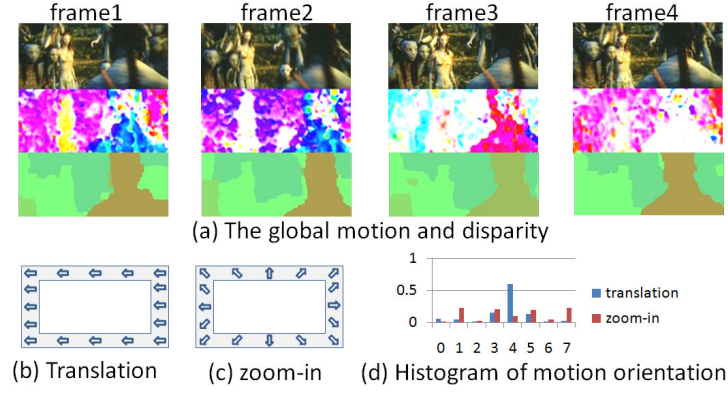 frame1 frame2 frame3 frame4
(a) The global motion and disparity
1
0.5
0
0 1 2 3 4 5 6 7
translation
zoom-in
(b) Translation (c) zoom-in (d) Histogram of motion orientation